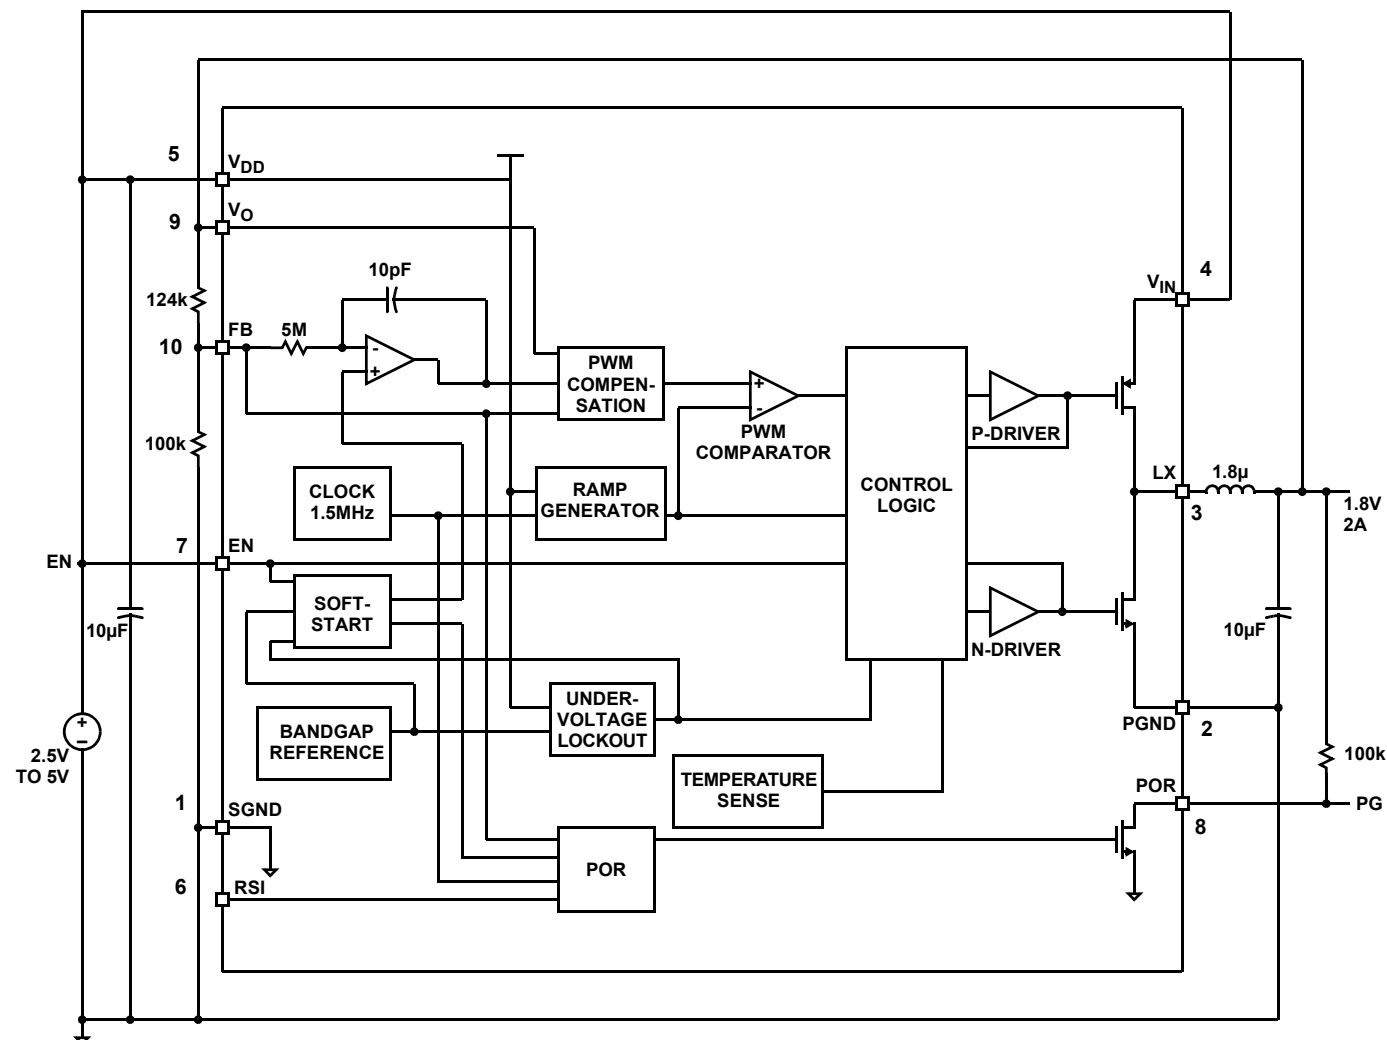 5
VDD
9
VO
10pF
4
VIN
124k
FB
5M
10
-
+
PWM
COMPEN-
SATION
+
-
PWM
COMPARATOR
P-DRIVER
100k
CONTROL
LOGIC
LX
1.8µ
3
1.8V
2A
CLOCK
1.5MHz
RAMP
GENERATOR
7
EN
EN
SOFT-
START
10µF
N-DRIVER
10µF
UNDER-
VOLTAGE
LOCKOUT
BANDGAP
REFERENCE
PGND
2
+
–
2.5V
TO 5V
TEMPERATURE
SENSE
100k
POR
PG
8
1
SGND
POR
6
RSI